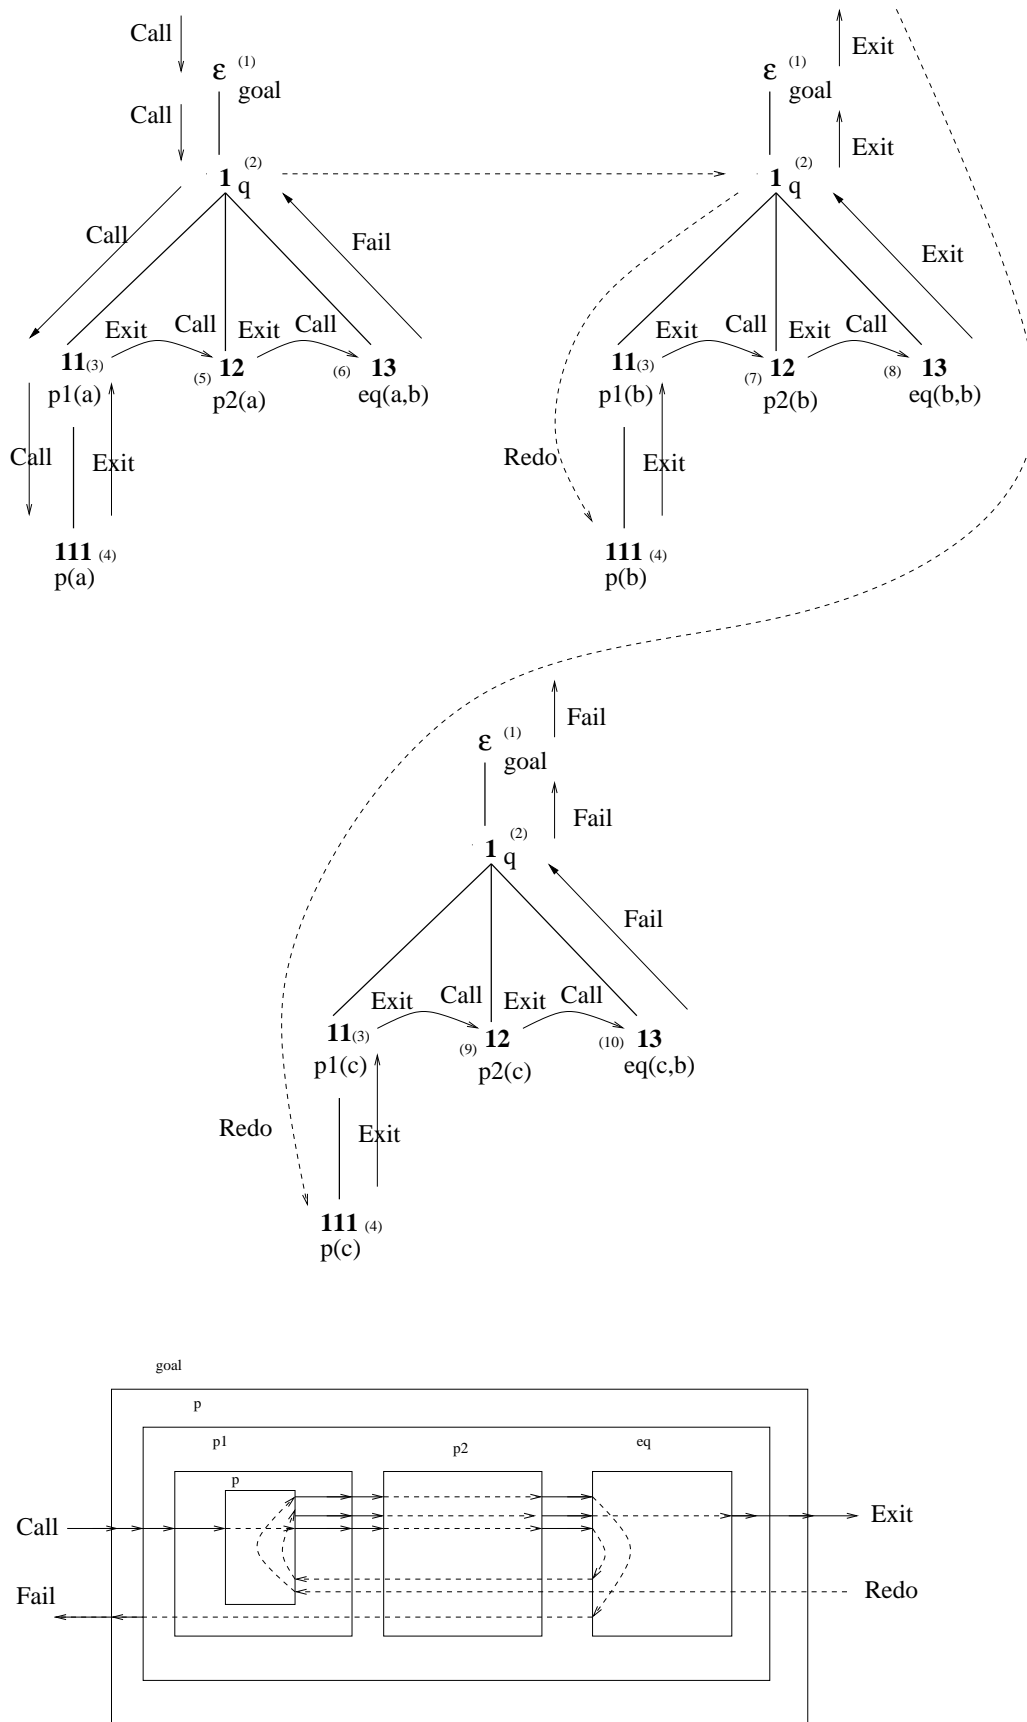 Call
ε (1)
goal
Call
1 (2)
q
Call
Fail
Exit Call Exit Call
11 (3)
p1(a)
(5) 12
p2(a)
(6) 13
eq(a,b)
Call
Exit
111 (4)
p(a)
Exit
ε (1)
goal
Exit
1 (2)
q
Exit
Exit Call Exit Call
11 (3)
p1(b)
(7) 12
p2(b)
(8) 13
eq(b,b)
Redo
Exit
111 (4)
p(b)
Fail
ε (1)
goal
Fail
1 (2)
q
Fail
Exit Call Exit Call
11 (3)
p1(c)
(9) 12
p2(c)
(10) 13
eq(c,b)
Redo
Exit
111 (4)
p(c)
goal
p
p1
p2
eq
p
Call
Exit
Fail
Redo